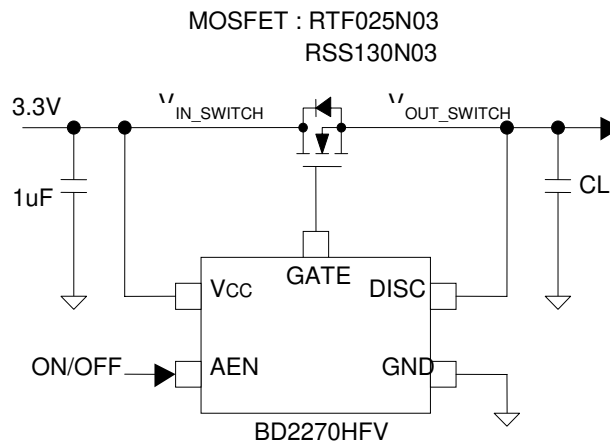 MOSFET : RTF025N03
RSS130N03
3.3V
VIN_SWITCH
VOUT_SWITCH
1uF
CL
GATE
VCC
DISC
ON/OFF
AEN
GND
BD2270HFV